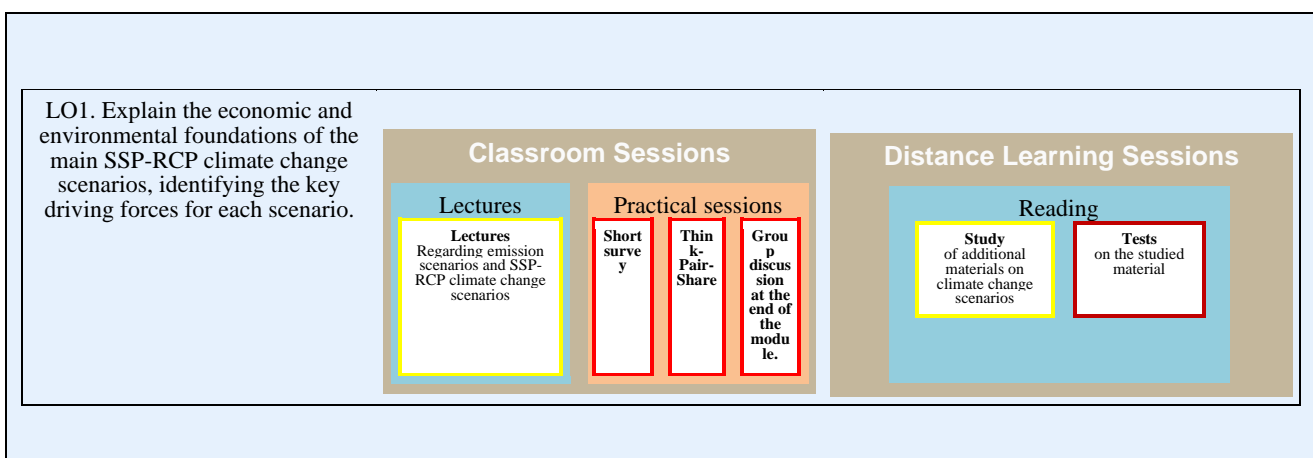 LO1. Explain the economic and
environmental foundations of the
main SSP-RCP climate change
scenarios, identifying the key
driving forces for each scenario.
Classroom Sessions
Lectures
Lectures
Regarding emission
scenarios and SSP-
RCP climate change
scenarios
Practical sessions
Short
surve
y
Thin
k-
Pair-
Share
Grou
p
discus
sion
at the
end of
the
modu
le.
Distance Learning Sessions
Reading
Study
of additional
materials on
climate change
scenarios
Tests
on the studied
material